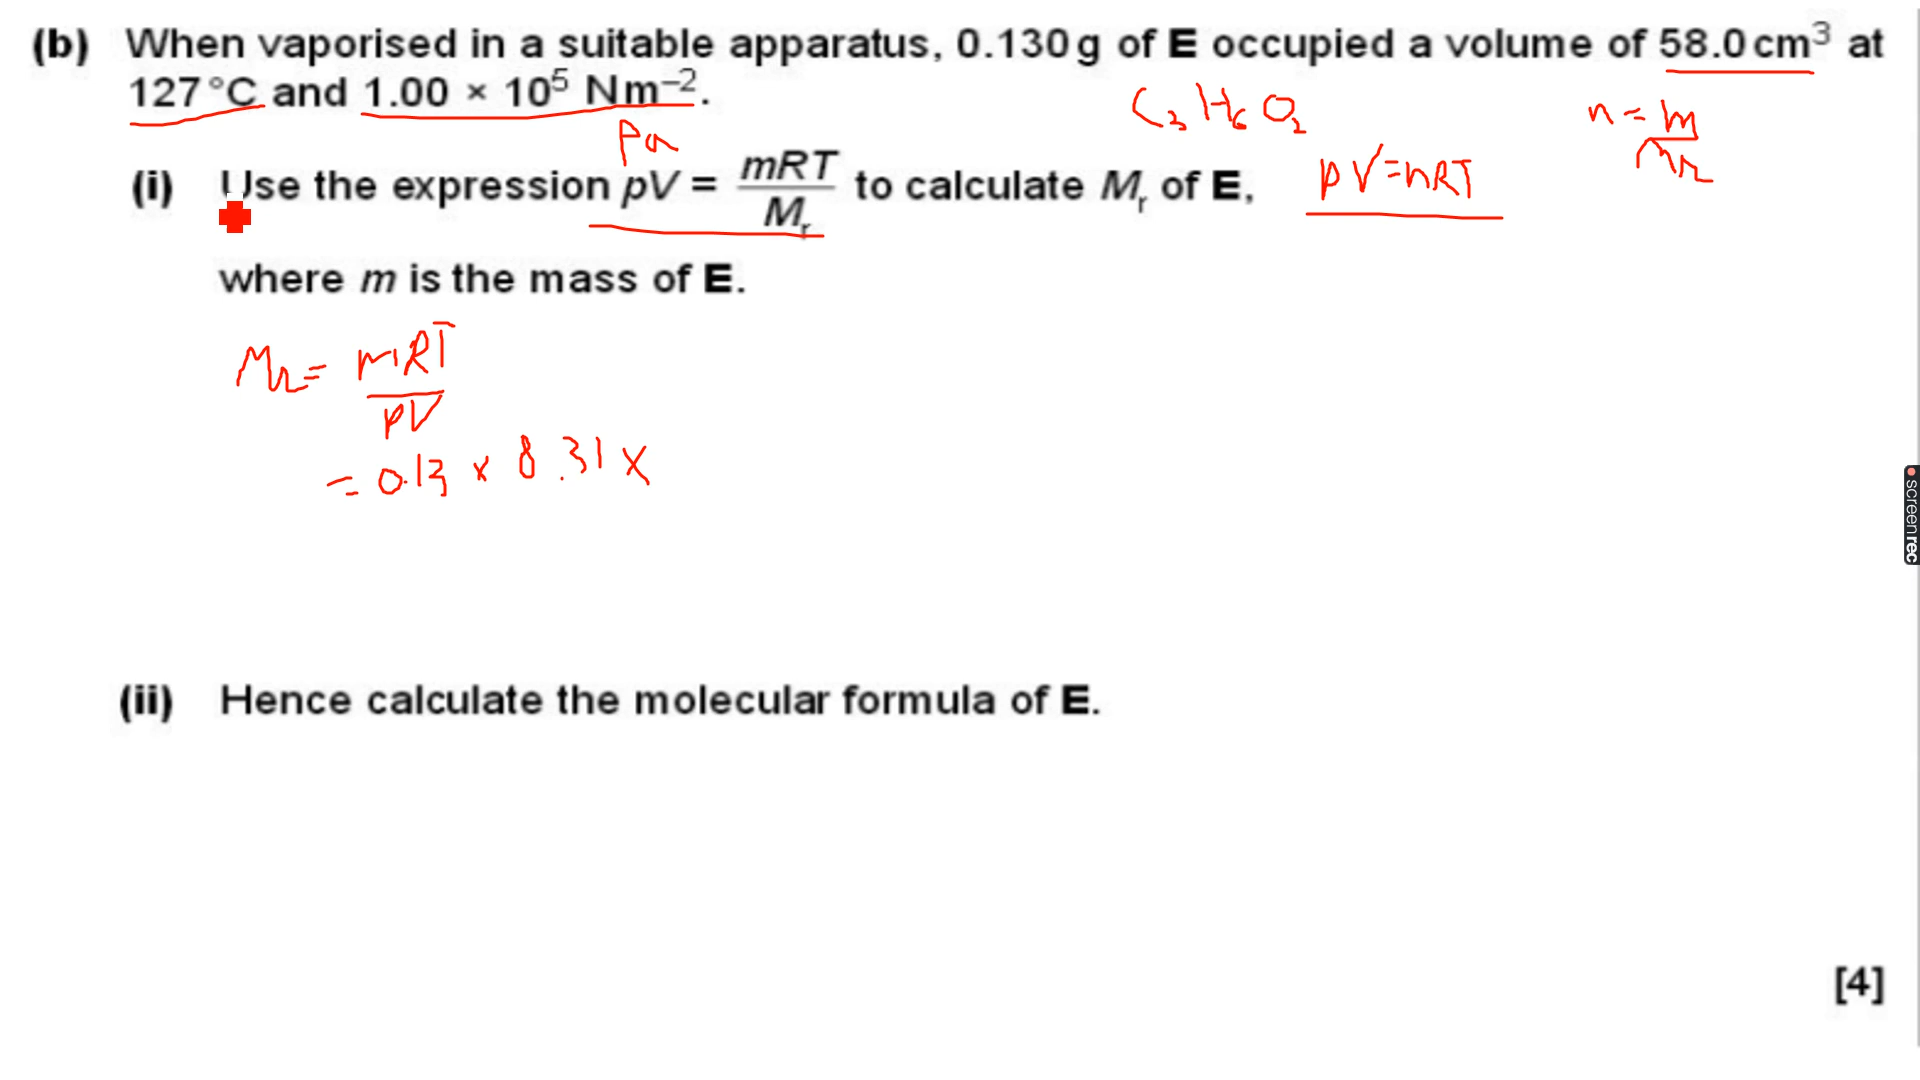 (b) When vaporised in a suitable apparatus, 0.130 g of E occupied a volume of 58.0 cm³ at
127 °C and 1.00 × 10⁵ N m⁻².
C₃H₆O₂
n = m/Mr
Pa
(i) Use the expression pV = mRT/Mᵣ to calculate Mᵣ of E,
pV=nRT
where m is the mass of E.
Mr = mRT/pV
= 0.13 × 8.31 ×
(ii) Hence calculate the molecular formula of E.
[4]
screenrec